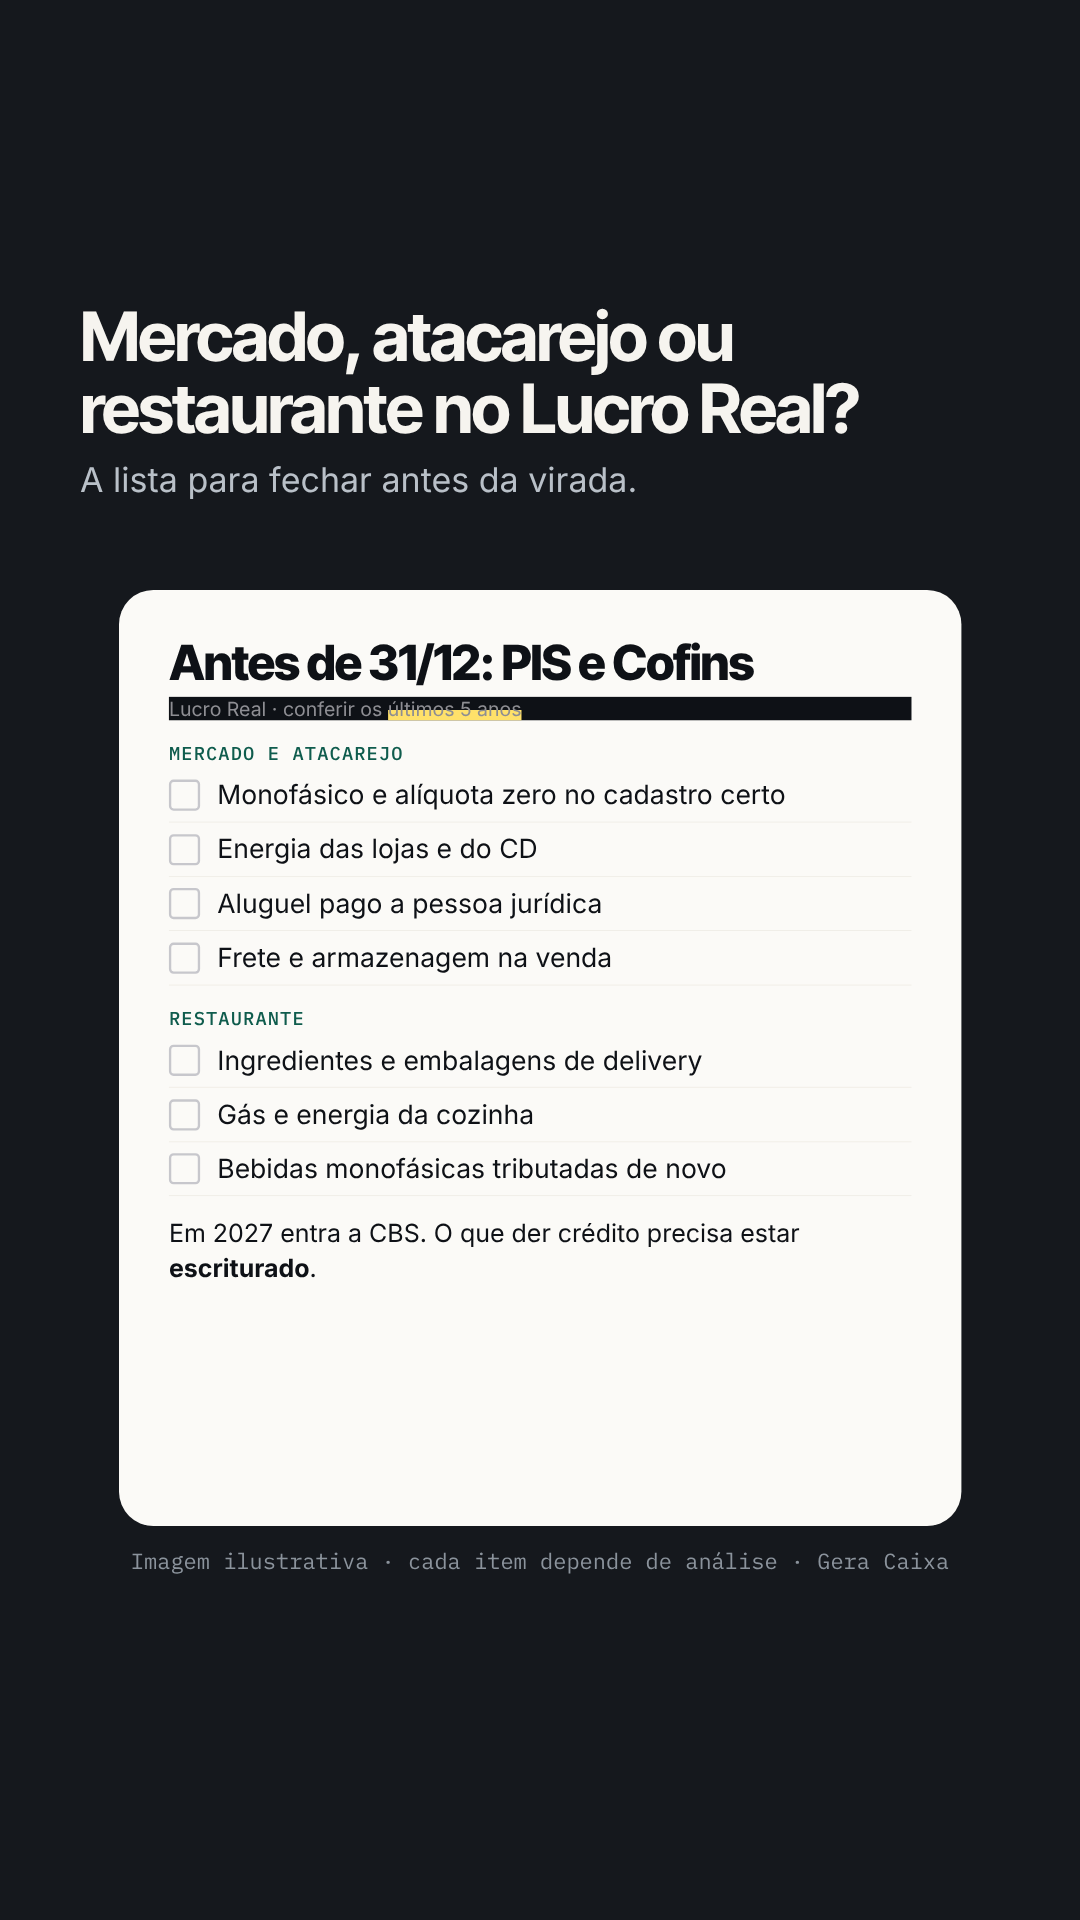 Mercado, atacarejo ou
restaurante no Lucro Real?
A lista para fechar antes da virada.
Antes de 31/12: PIS e Cofins
Lucro Real · conferir os últimos 5 anos
MERCADO E ATACAREJO
Monofásico e alíquota zero no cadastro certo
Energia das lojas e do CD
Aluguel pago a pessoa jurídica
Frete e armazenagem na venda
RESTAURANTE
Ingredientes e embalagens de delivery
Gás e energia da cozinha
Bebidas monofásicas tributadas de novo
Em 2027 entra a CBS. O que der crédito precisa estar
escriturado.
Imagem ilustrativa · cada item depende de análise · Gera Caixa